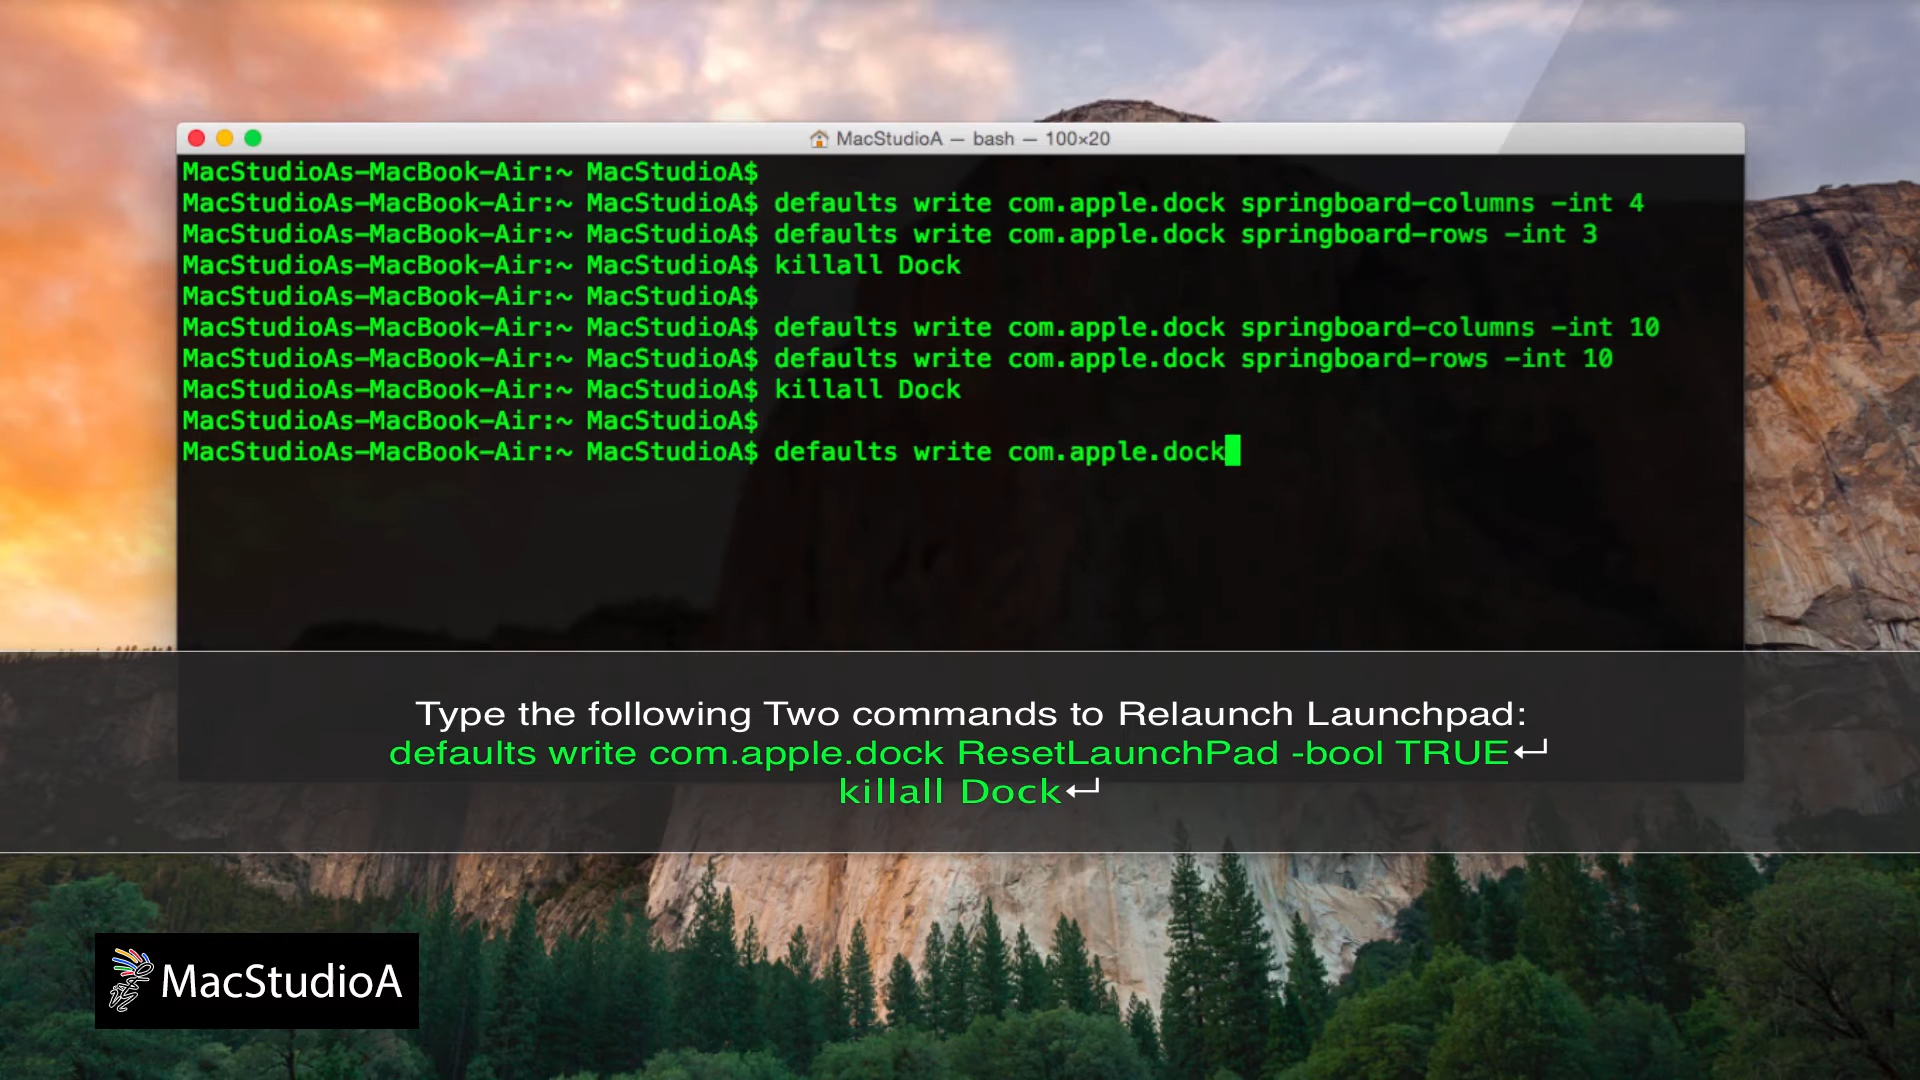 MacStudioA — bash — 100×20
MacStudioAs-MacBook-Air:~ MacStudioA$
MacStudioAs-MacBook-Air:~ MacStudioA$ defaults write com.apple.dock springboard-columns -int 4
MacStudioAs-MacBook-Air:~ MacStudioA$ defaults write com.apple.dock springboard-rows -int 3
MacStudioAs-MacBook-Air:~ MacStudioA$ killall Dock
MacStudioAs-MacBook-Air:~ MacStudioA$
MacStudioAs-MacBook-Air:~ MacStudioA$ defaults write com.apple.dock springboard-columns -int 10
MacStudioAs-MacBook-Air:~ MacStudioA$ defaults write com.apple.dock springboard-rows -int 10
MacStudioAs-MacBook-Air:~ MacStudioA$ killall Dock
MacStudioAs-MacBook-Air:~ MacStudioA$
MacStudioAs-MacBook-Air:~ MacStudioA$ defaults write com.apple.dock
Type the following Two commands to Relaunch Launchpad:
defaults write com.apple.dock ResetLaunchPad -bool TRUE↵
killall Dock↵
MacStudioA